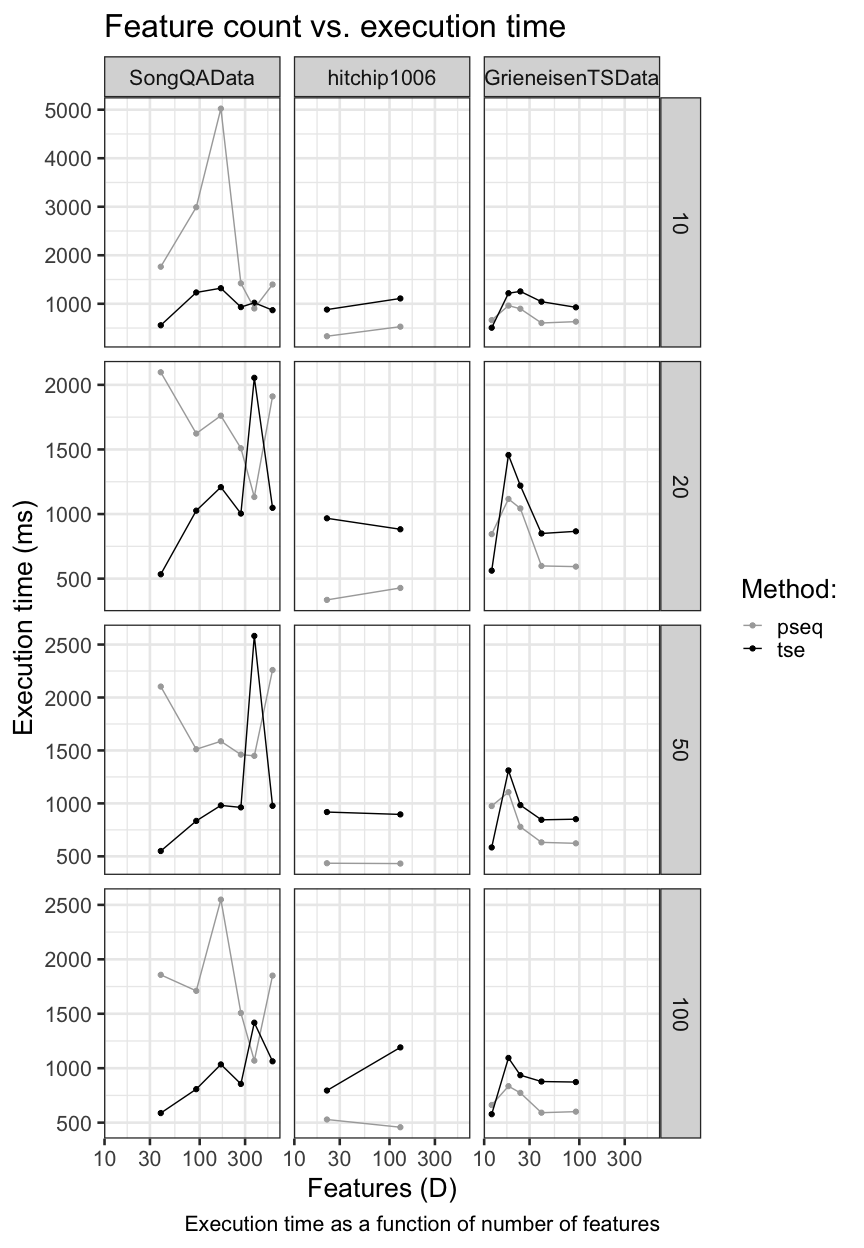 Feature count vs. execution time
SongQAData hitchip1006 GrieneisenTSData
5000
4000
3000
2000
1000
10
2000
1500
1000
500
20
2500
2000
1500
1000
500
50
2500
2000
1500
1000
500
100
10 30 100 300 10 30 100 300 10 30 100 300
Execution time (ms)
Features (D)
Method:
pseq
tse
Execution time as a function of number of features